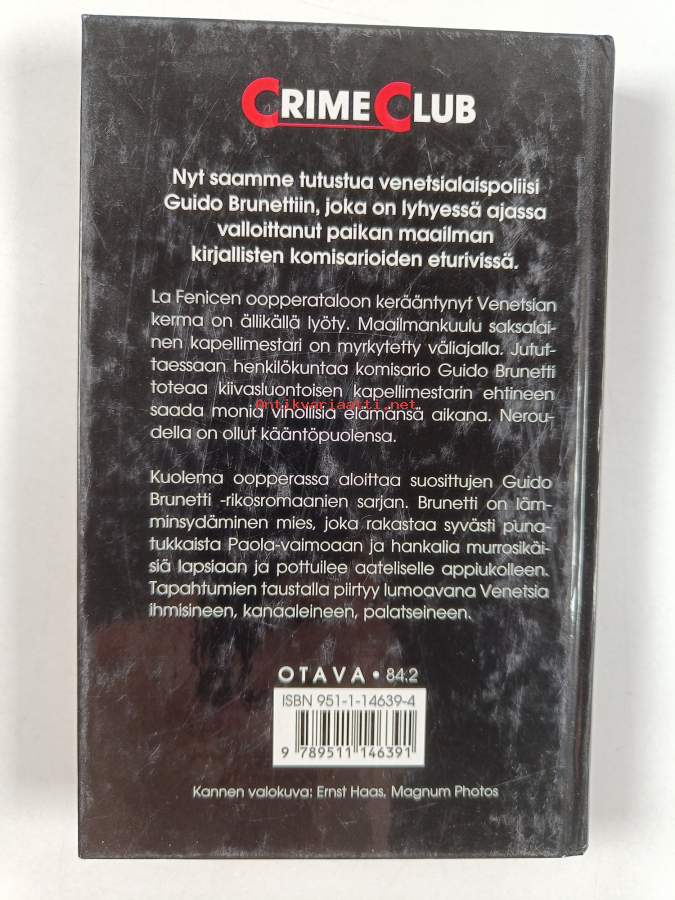 CRIME CLUB
Nyt saamme tutustua venetsialaispoliisi
Guido Brunettiin, joka on lyhyessä ajassa
valloittanut paikan maailman
kirjallisten komisarioiden eturivissä.
La Fenicen oopperataloon kerääntynyt Venetsian
kerma on ällikällä lyöty. Maailmankuulu saksalai-
nen kapellimestari on myrkytetty väliajalla. Jutut-
taessaan henkilökuntaa komisario Guido Brunetti
toteaa kiivasluontoisen kapellimestarin ehtineen
Antikvariaatti.net
saada monia vihollisia elämänsä aikana. Nerou-
della on ollut kääntöpuolensa.
Kuolema oopperassa aloittaa suosittujen Guido
Brunetti -rikosromaanien sarjan. Brunetti on läm-
minsydäminen mies, joka rakastaa syvästi puna-
tukkaista Paola-vaimoaan ja hankalia murrosikäi-
siä lapsiaan ja pottuilee aateliselle appiukolleen.
Tapahtumien taustalla piirtyy lumoavana Venetsia
ihmisineen, kanaaleineen, palatseineen.
OTAVA • 84.2
ISBN 951-1-14639-4
9 789511 146391
Kannen valokuva: Ernst Haas, Magnum Photos